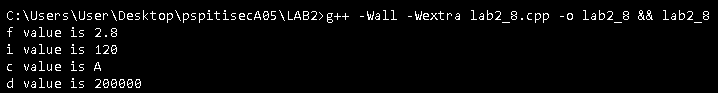 C:\Users\User\Desktop\pspitisecA05\LAB2>g++ -Wall -Wextra lab2_8.cpp -o lab2_8 && lab2_8
f value is 2.8
i value is 120
c value is A
d value is 200000